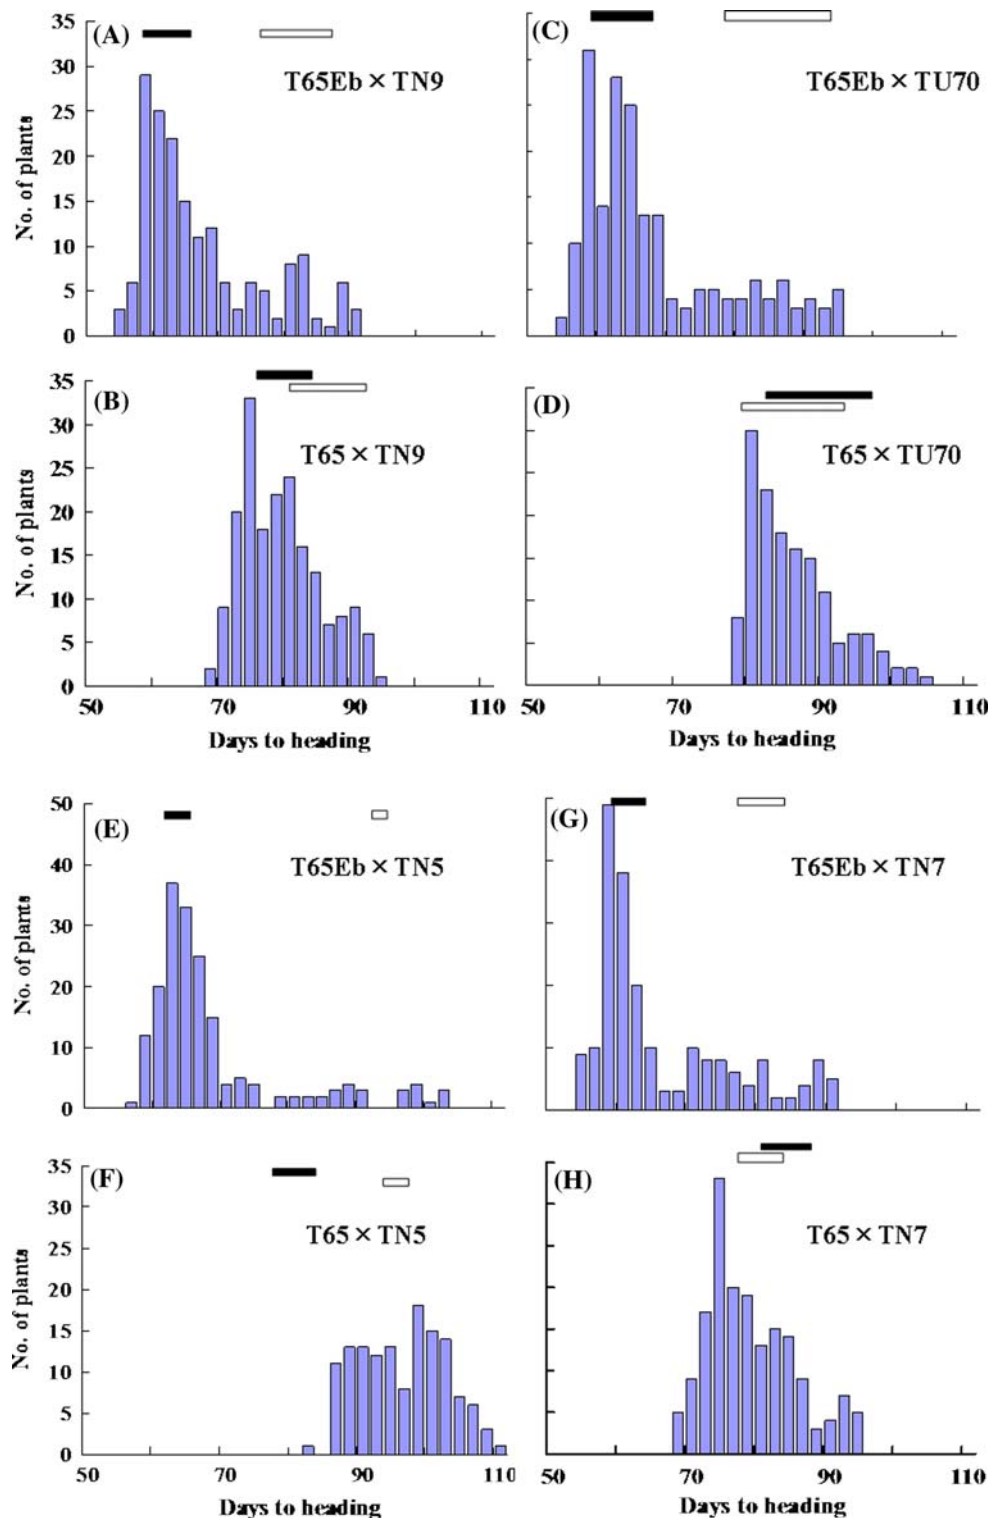 35
30
25
20
15
10
5
0
No. of plants
(A)
T65Eb × TN9
(C)
T65Eb × TU70
35
30
25
20
15
10
5
0
No. of plants
(B)
T65 × TN9
50 70 90 110
Days to heading
(D)
T65 × TU70
50 70 90 110
Days to heading
50
40
30
20
10
0
No. of plants
(E)
T65Eb × TN5
(G)
T65Eb × TN7
35
30
25
20
15
10
5
0
No. of plants
(F)
T65 × TN5
50 70 90 110
Days to heading
(H)
T65 × TN7
50 70 90 110
Days to heading